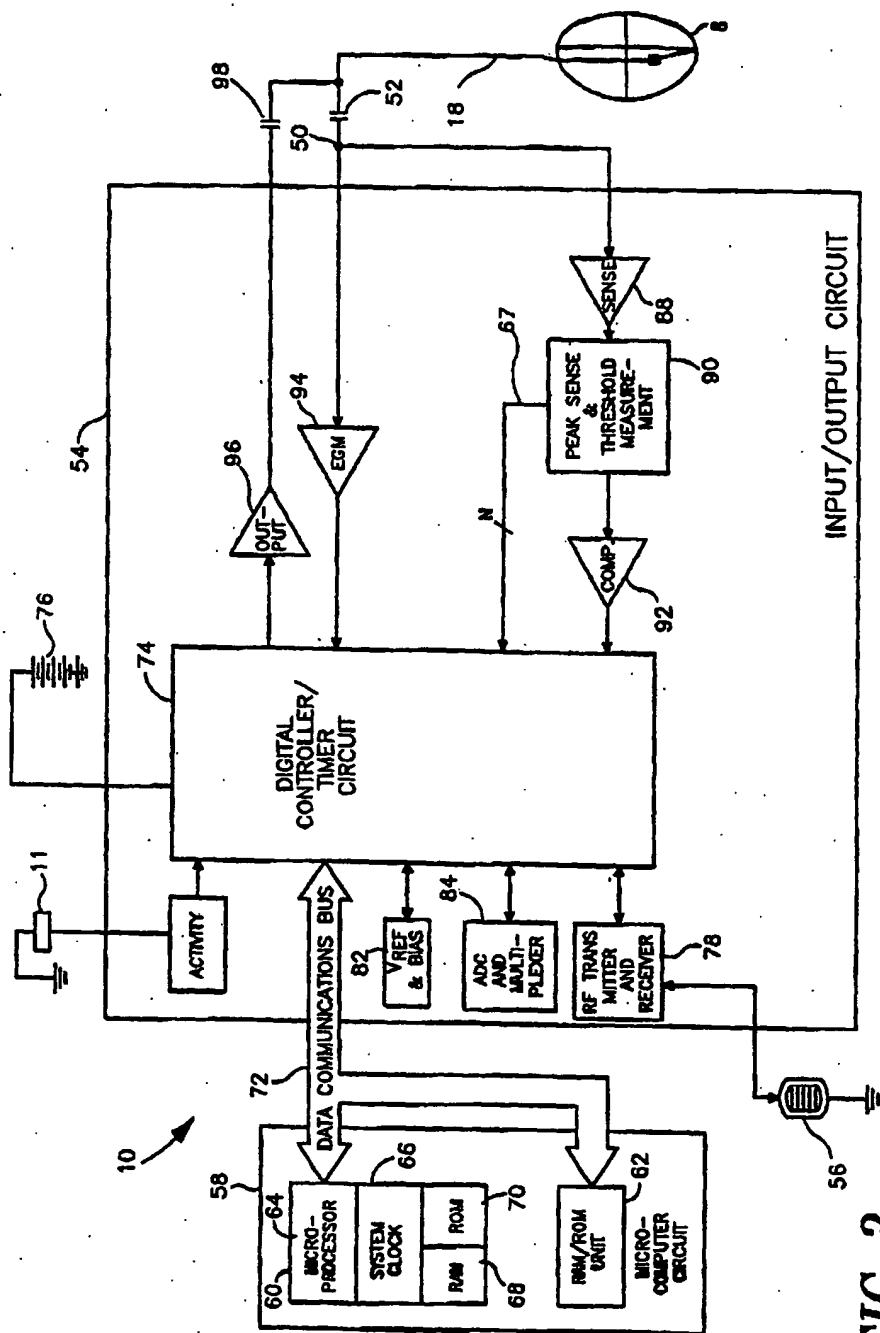 10
58
60
64
MICRO-
PROCESSOR
66
SYSTEM
CLOCK
RAM
ROM
68
70
RAM/ROM
UNIT
62
MICRO-
COMPUTER
CIRCUIT
72
DATA COMMUNICATIONS BUS
11
ACTIVITY
82
VREF
& BIAS
84
ADC
AND
MULTI-
PLEXER
RF TRANS
MITTER
AND
RECEIVER
78
56
76
74
DIGITAL
CONTROLLER/
TIMER
CIRCUIT
54
96
OUT-
PUT
94
EGM
N
67
COMP.
92
PEAK SENSE
&
THRESHOLD
MEASURE-
MENT
90
SENSE
88
98
50
52
18
8
INPUT/OUTPUT CIRCUIT
FIG. 2